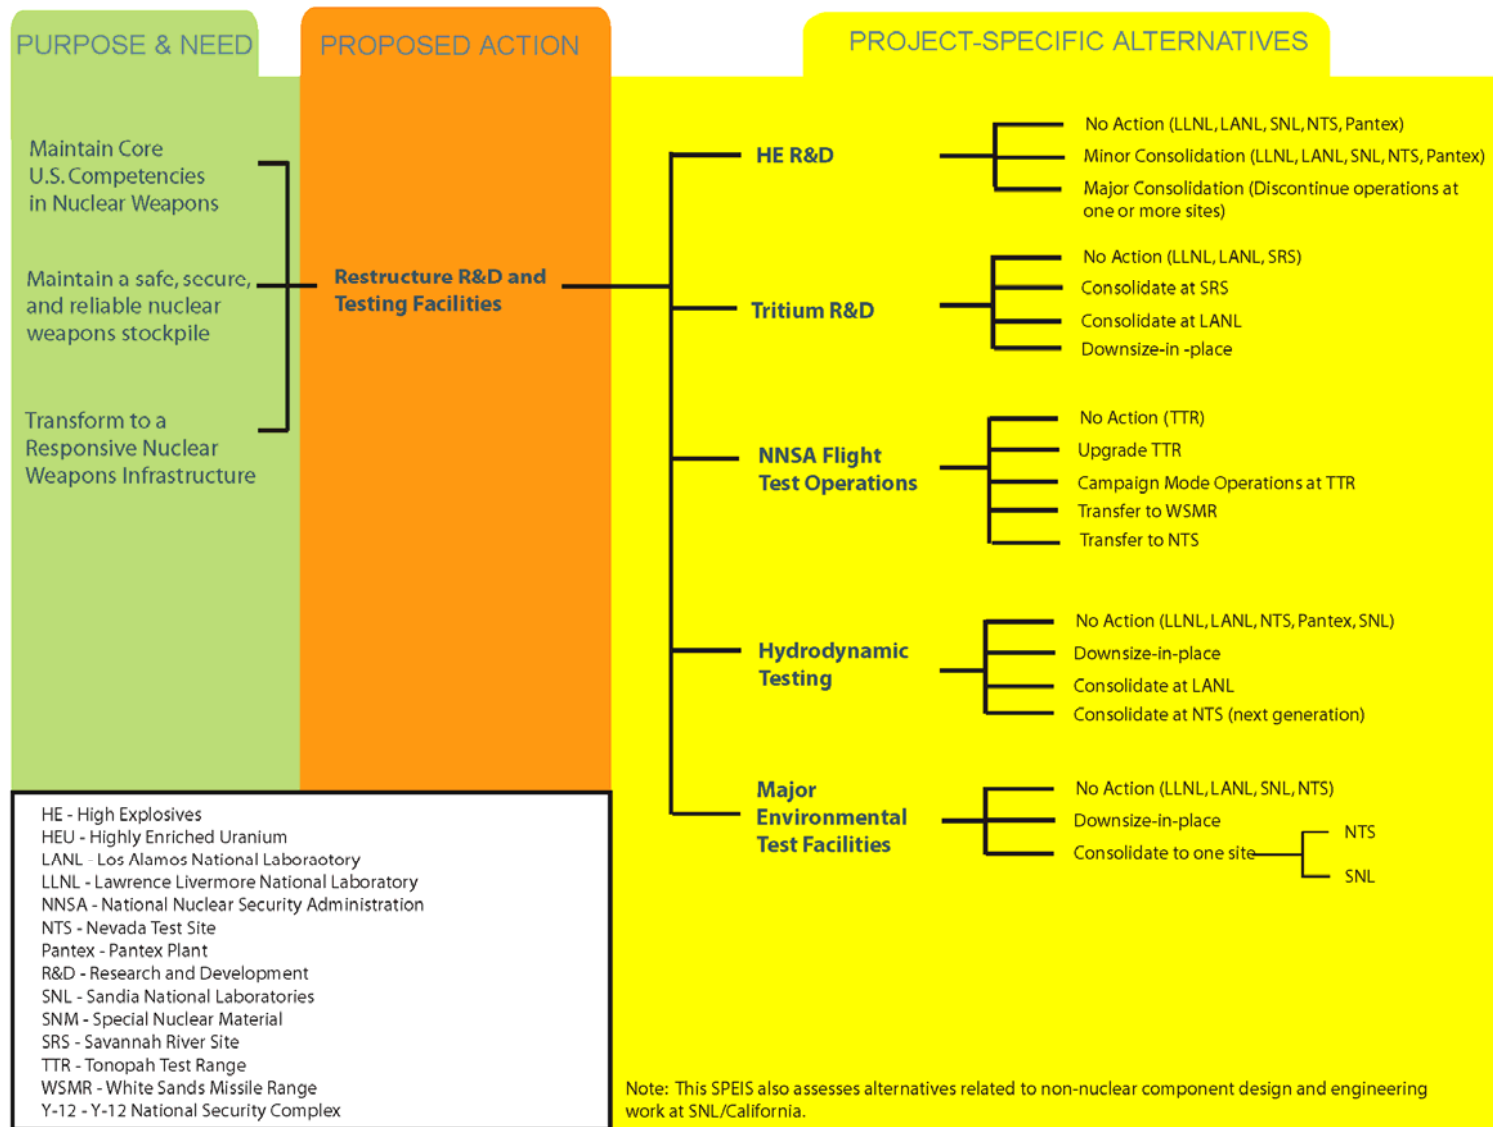 PURPOSE & NEED
PROPOSED ACTION
PROJECT-SPECIFIC ALTERNATIVES
Maintain Core
U.S. Competencies
in Nuclear Weapons
Maintain a safe, secure,
and reliable nuclear
weapons stockpile
Transform to a
Responsive Nuclear
Weapons Infrastructure
Restructure R&D and
Testing Facilities
HE R&D
No Action (LLNL, LANL, SNL, NTS, Pantex)
Minor Consolidation (LLNL, LANL, SNL, NTS, Pantex)
Major Consolidation (Discontinue operations at
one or more sites)
Tritium R&D
No Action (LLNL, LANL, SRS)
Consolidate at SRS
Consolidate at LANL
Downsize-in -place
NNSA Flight
Test Operations
No Action (TTR)
Upgrade TTR
Campaign Mode Operations at TTR
Transfer to WSMR
Transfer to NTS
Hydrodynamic
Testing
No Action (LLNL, LANL, NTS, Pantex, SNL)
Downsize-in-place
Consolidate at LANL
Consolidate at NTS (next generation)
Major
Environmental
Test Facilities
No Action (LLNL, LANL, SNL, NTS)
Downsize-in-place
Consolidate to one site
NTS
SNL
HE - High Explosives
HEU - Highly Enriched Uranium
LANL - Los Alamos National Laboraotory
LLNL - Lawrence Livermore National Laboratory
NNSA - National Nuclear Security Administration
NTS - Nevada Test Site
Pantex - Pantex Plant
R&D - Research and Development
SNL - Sandia National Laboratories
SNM - Special Nuclear Material
SRS - Savannah River Site
TTR - Tonopah Test Range
WSMR - White Sands Missile Range
Y-12 - Y-12 National Security Complex
Note: This SPEIS also assesses alternatives related to non-nuclear component design and engineering
work at SNL/California.